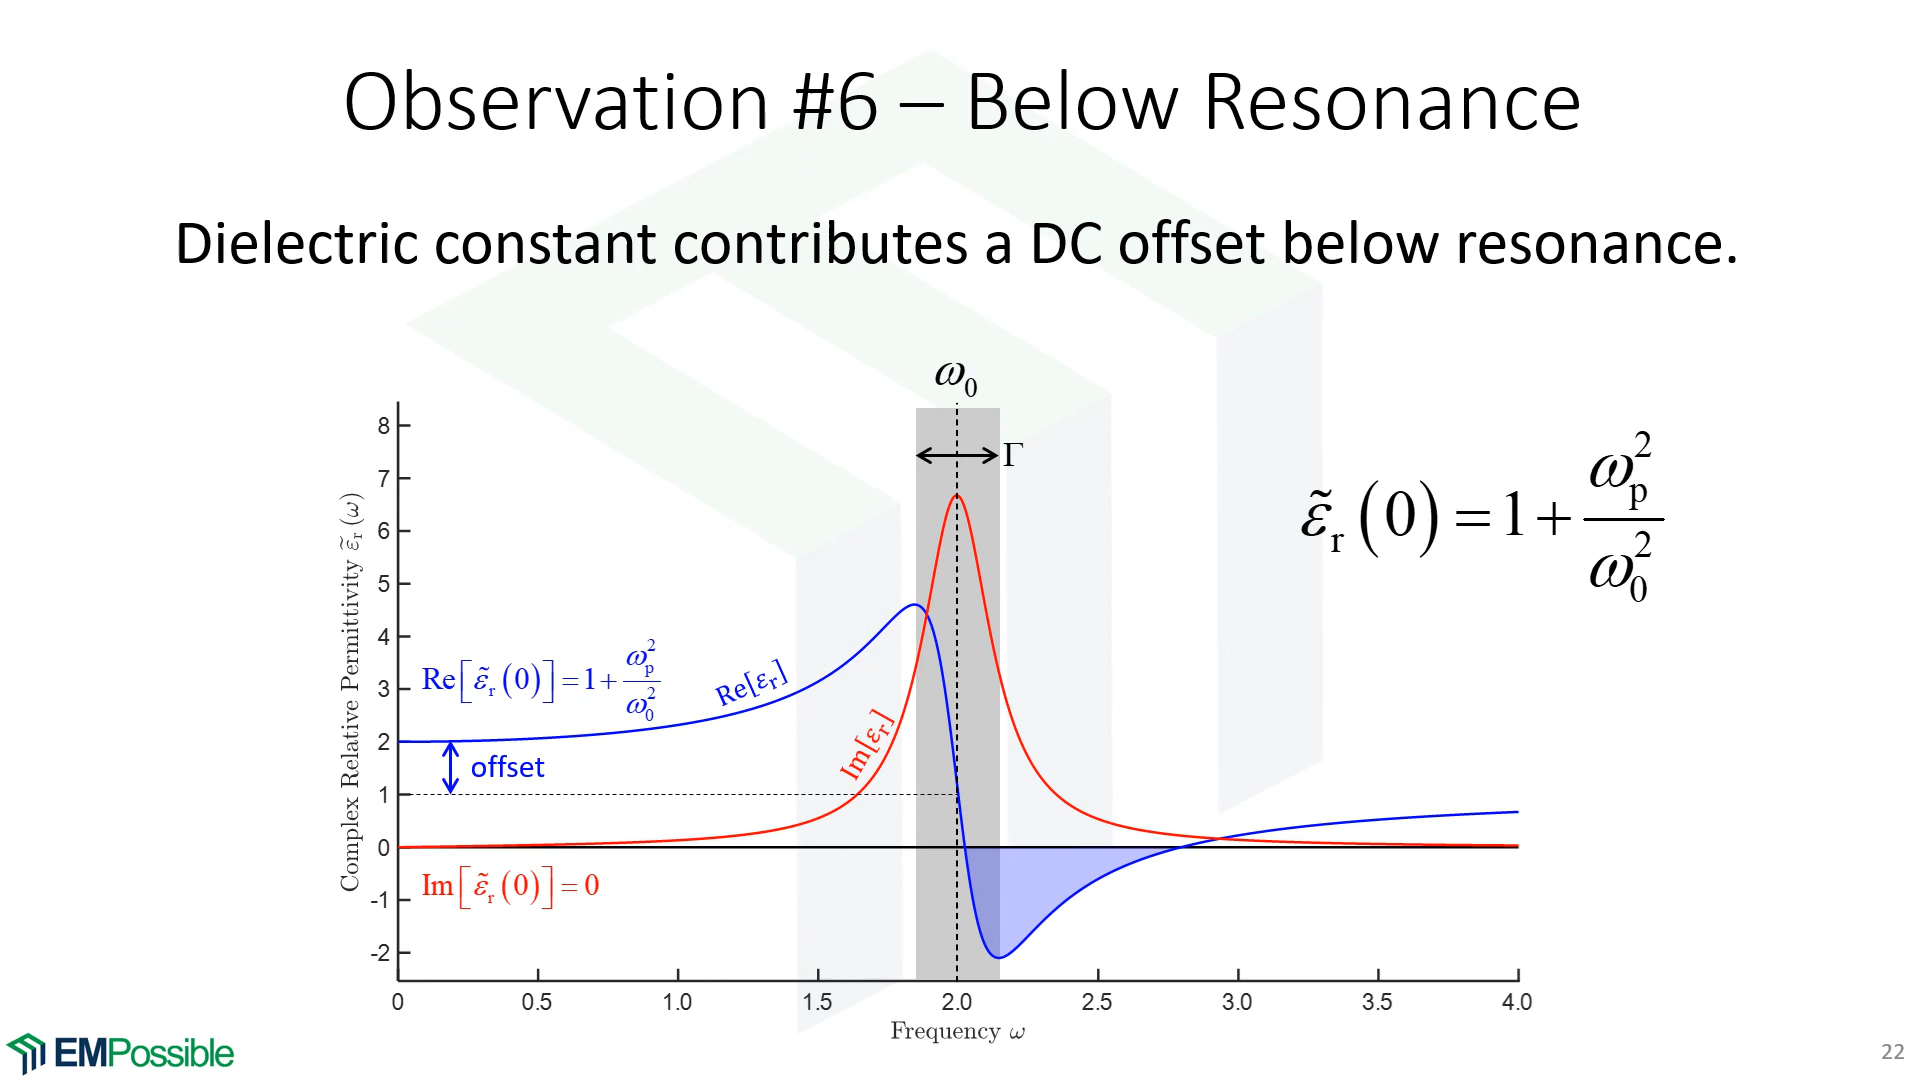 Observation #6 – Below Resonance
Dielectric constant contributes a DC offset below resonance.
ω₀
Γ
8
7
6
5
4
3
2
1
0
-1
-2
Complex Relative Permittivity ε̃ᵣ(ω)
Re[ε̃ᵣ(0)] = 1 + ωₚ²/ω₀²
Re[εᵣ]
Im[εᵣ]
offset
Im[ε̃ᵣ(0)] = 0
0 0.5 1.0 1.5 2.0 2.5 3.0 3.5 4.0
Frequency ω
ε̃ᵣ(0) = 1 + ωₚ²/ω₀²
EMPossible
22